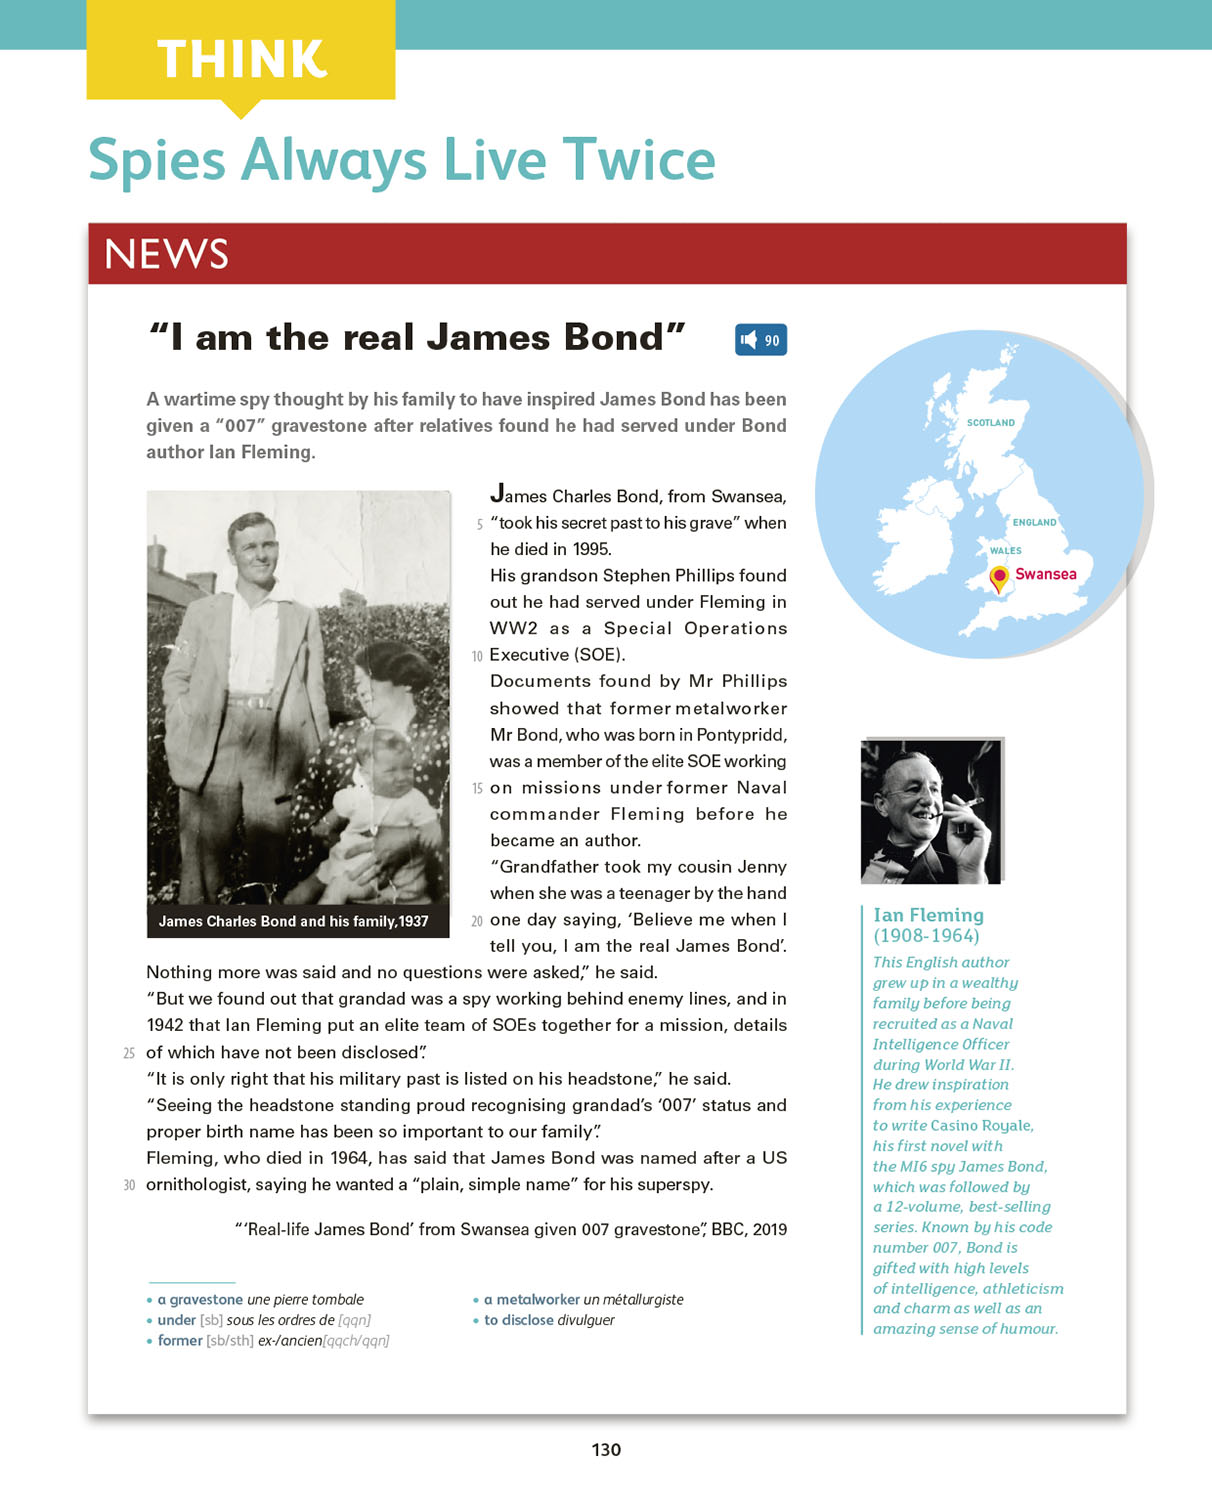 THINK
Spies Always Live Twice
NEWS
“I am the real James Bond”
90
A wartime spy thought by his family to have inspired James Bond has been
given a “007” gravestone after relatives found he had served under Bond
author Ian Fleming.
James Charles Bond, from Swansea,
5 “took his secret past to his grave” when
he died in 1995.
His grandson Stephen Phillips found
out he had served under Fleming in
WW2 as a Special Operations
10 Executive (SOE).
Documents found by Mr Phillips
showed that former metalworker
Mr Bond, who was born in Pontypridd,
was a member of the elite SOE working
15 on missions under former Naval
commander Fleming before he
became an author.
“Grandfather took my cousin Jenny
when she was a teenager by the hand
20 one day saying, ‘Believe me when I
tell you, I am the real James Bond’.
James Charles Bond and his family,1937
Nothing more was said and no questions were asked,” he said.
“But we found out that grandad was a spy working behind enemy lines, and in
1942 that Ian Fleming put an elite team of SOEs together for a mission, details
25 of which have not been disclosed”.
“It is only right that his military past is listed on his headstone,” he said.
“Seeing the headstone standing proud recognising grandad’s ‘007’ status and
proper birth name has been so important to our family”.
Fleming, who died in 1964, has said that James Bond was named after a US
30 ornithologist, saying he wanted a “plain, simple name” for his superspy.
“‘Real-life James Bond’ from Swansea given 007 gravestone”, BBC, 2019
• a gravestone une pierre tombale
• under [sb] sous les ordres de [qqn]
• former [sb/sth] ex-/ancien[qqch/qqn]
• a metalworker un métallurgiste
• to disclose divulguer
SCOTLAND
ENGLAND
WALES
Swansea
Ian Fleming
(1908-1964)
This English author
grew up in a wealthy
family before being
recruited as a Naval
Intelligence Officer
during World War II.
He drew inspiration
from his experience
to write Casino Royale,
his first novel with
the MI6 spy James Bond,
which was followed by
a 12-volume, best-selling
series. Known by his code
number 007, Bond is
gifted with high levels
of intelligence, athleticism
and charm as well as an
amazing sense of humour.
130